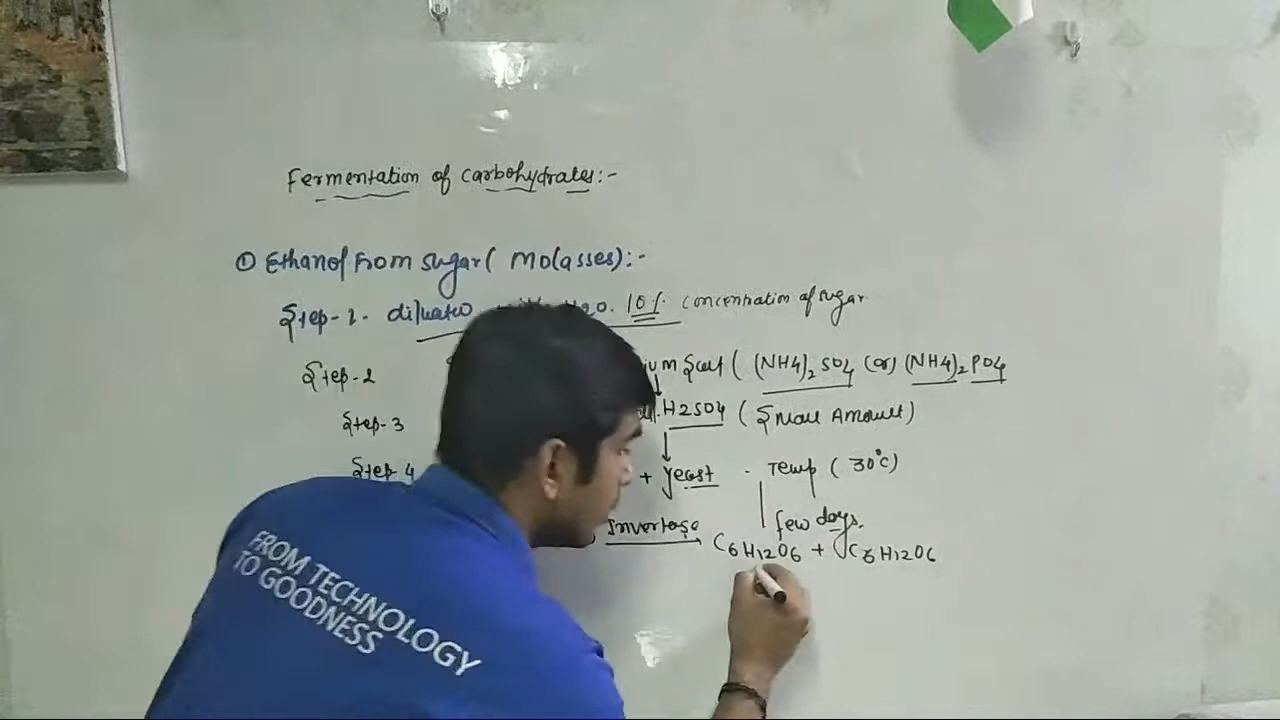 Fermentation of carbohydrates:-
① Ethanol From sugar ( Molasses):-
Step-1. diluated H2O. 10%. concentration of sugar
Step-2 ( (NH4)2 SO4 (or) (NH4)2 PO4
Step-3 H2SO4 ( Small Amount)
Step-4 + yeast - Temp ( 30°C)
few days.
Invertase C6H12O6 + C6H12O6
FROM TECHNOLOGY
TO GOODNESS